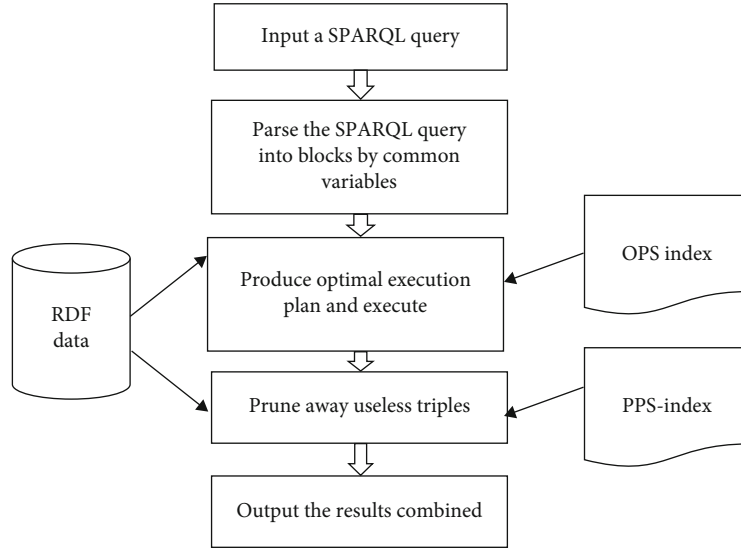 Input a SPARQL query
Parse the SPARQL query
into blocks by common
variables
Produce optimal execution
plan and execute
OPS index
RDF
data
Prune away useless triples
PPS-index
Output the results combined